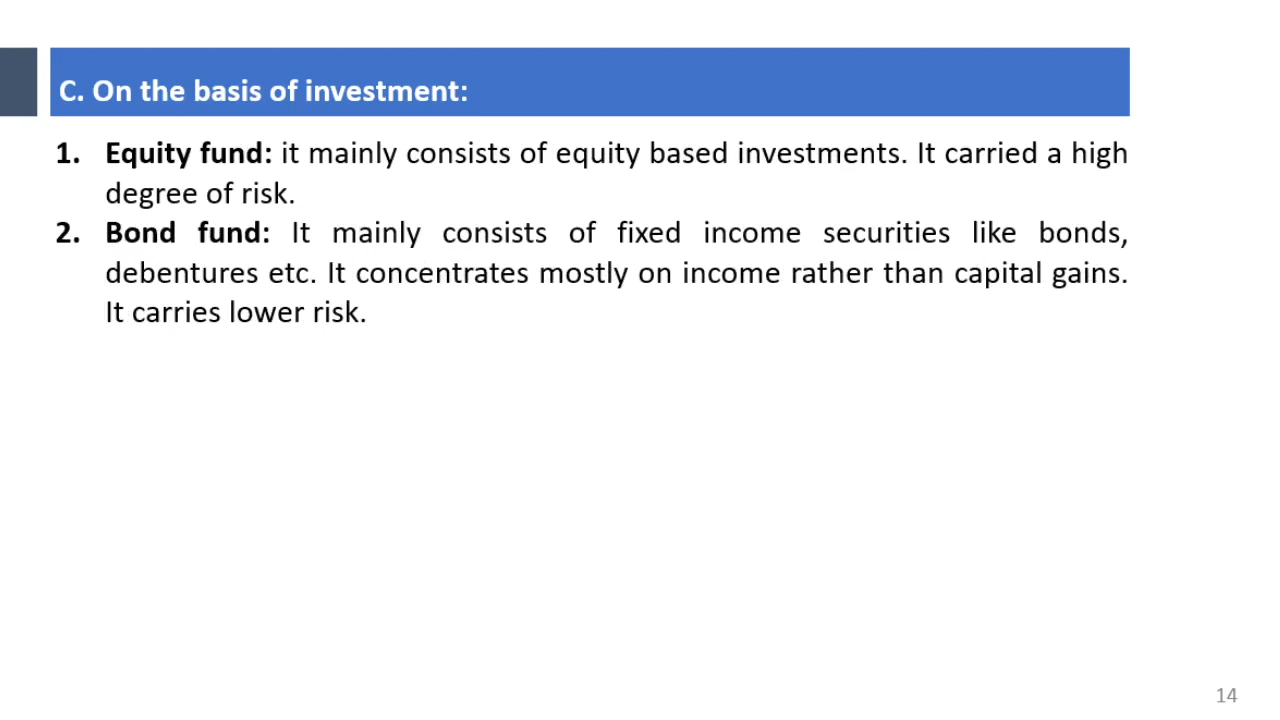 C. On the basis of investment:
1. Equity fund: it mainly consists of equity based investments. It carried a high
degree of risk.
2. Bond fund: It mainly consists of fixed income securities like bonds,
debentures etc. It concentrates mostly on income rather than capital gains.
It carries lower risk.
14